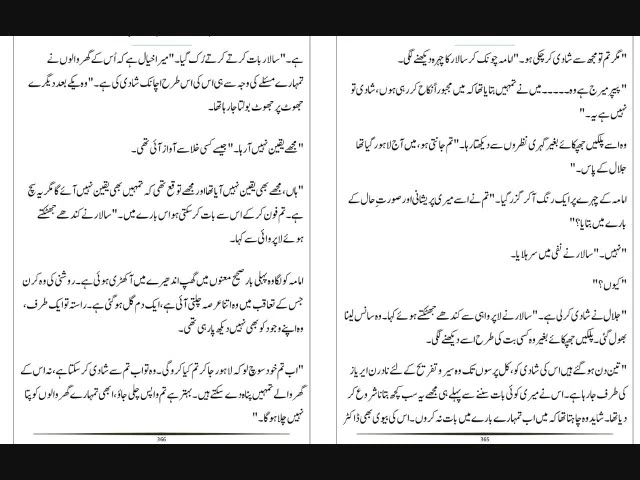 "مگر تم تو مجھ سے شادی کر چکی ہو۔" امامہ چونک کر سالار کا چہرہ دیکھنے لگی۔
"پیپر میرج ہے وہ۔۔۔۔۔میں نے تمہیں بتایا تھا کہ میں مجبوراً نکاح کر رہی ہوں، شادی تو
نہیں ہے یہ۔"
وہ اسے پلکیں جھپکائے بغیر گہری نظروں سے دیکھتا رہا۔ "تم جانتی ہو، میں آج لاہور گیا تھا
جلال کے پاس۔"
امامہ کے چہرے پر ایک رنگ آ کر گزر گیا۔ "تم نے اسے میری پریشانی اور صورتِ حال کے
بارے میں بتایا؟"
"نہیں۔" سالار نے نفی میں سر ہلایا۔
"کیوں؟"
"جلال نے شادی کر لی ہے۔" سالار نے لاپرواہی سے کندھے جھٹکتے ہوئے کہا۔ وہ سانس لینا
بھول گئی۔ پلکیں جھپکائے بغیر وہ کسی بت کی طرح اسے دیکھنے لگی۔
"تین دن ہو گئے ہیں اس کی شادی کو، کل پرسوں تک وہ سیر و تفریح کے لئے نادرن ایریاز
کی طرف جا رہا ہے۔ اس نے میری کوئی بات سننے سے پہلے ہی مجھے یہ سب کچھ بتانا شروع کر
دیا تھا۔ شاید وہ چاہتا تھا کہ میں اب تمہارے بارے میں بات نہ کروں۔ اس کی بیوی بھی ڈاکٹر
365
ہے۔" سالار بات کرتے کرتے رک گیا۔ "میرا خیال ہے کہ اُس کے گھر والوں نے
تمہارے مسئلے کی وجہ سے ہی اس کی اس طرح اچانک شادی کی ہے۔" وہ یکے بعد دیگرے
جھوٹ پر جھوٹ بولتا جا رہا تھا۔
"مجھے یقین نہیں آ رہا۔" جیسے کسی خلا سے آواز آئی تھی۔
"ہاں، مجھے بھی یقین نہیں آیا تھا اور مجھے توقع تھی کہ تمہیں بھی یقین نہیں آئے گا مگر یہ سچ
ہے۔ تم فون کر کے اس سے بات کر سکتی ہو اس بارے میں۔" سالار نے کندھے جھٹکتے
ہوئے لاپروائی سے کہا۔
امامہ کو لگا وہ پہلی بار صحیح معنوں میں گھپ اندھیرے میں آ کھڑی ہوئی ہے۔ روشنی کی وہ کرن
جس کے تعاقب میں وہ اتنا عرصہ چلتی آئی ہے، ایک دم گل ہو گئی ہے۔ راستہ تو ایک طرف،
وہ اپنے وجود کو بھی نہیں دیکھ پا رہی تھی۔
"اب تم خود سوچ لو کہ لاہور جا کر تم کیا کرو گی۔ وہ تو اب تم سے شادی کر سکتا ہے، نہ اس کے
گھر والے تمہیں پناہ دے سکتے ہیں۔ بہتر ہے تم واپس چلی جاؤ، ابھی تمہارے گھر والوں کو پتا
نہیں چلا ہو گا۔"
366